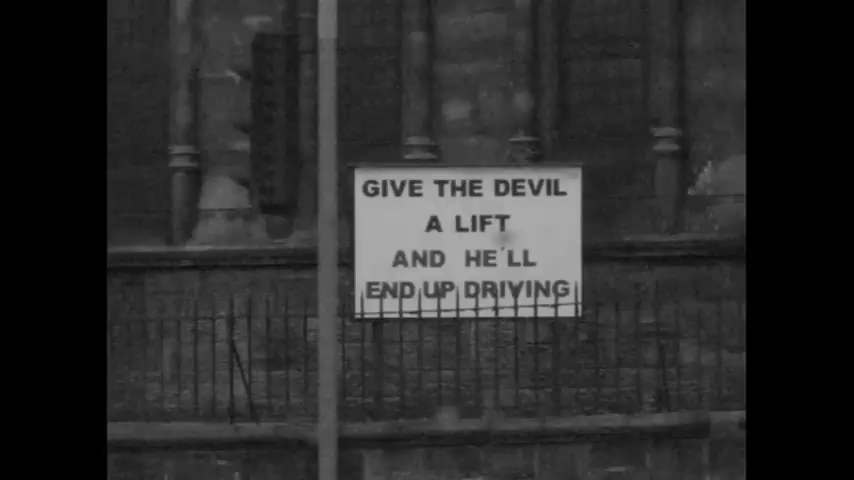 GIVE THE DEVIL
A LIFT
AND HE'LL
END UP DRIVING